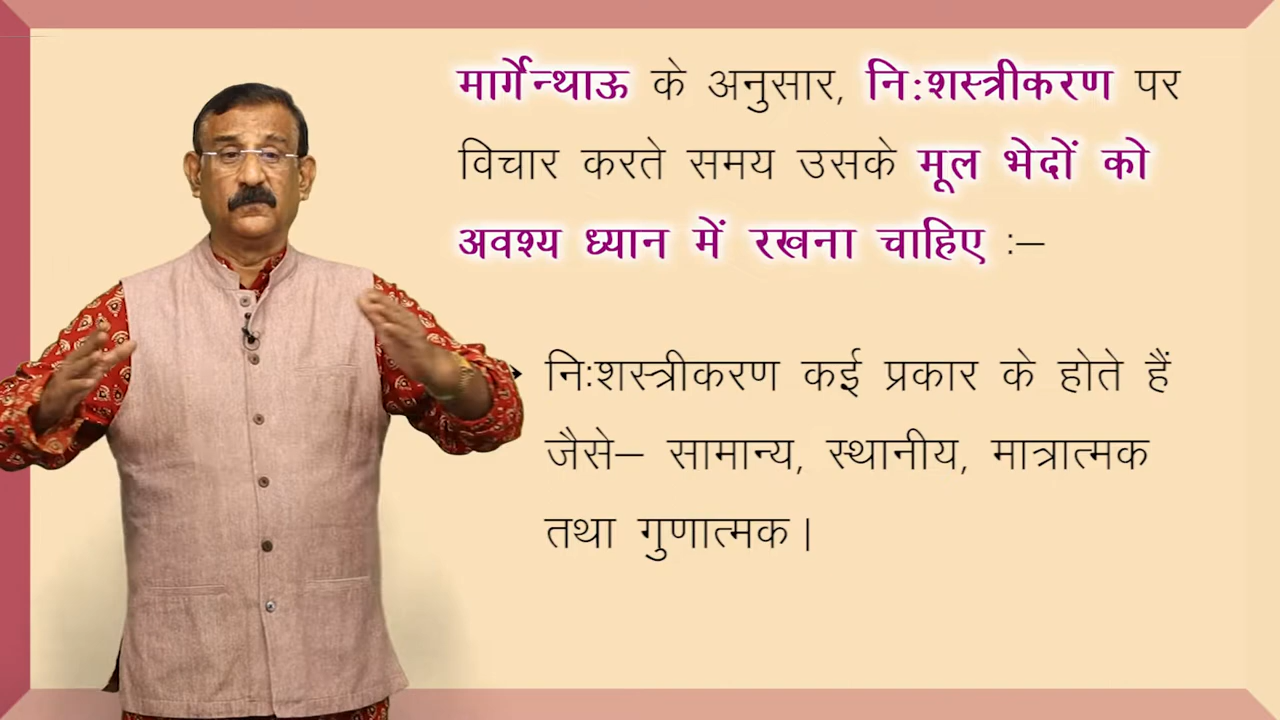 मार्गेन्थाऊ के अनुसार, नि:शस्त्रीकरण पर
विचार करते समय उसके मूल भेदों को
अवश्य ध्यान में रखना चाहिए :–
नि:शस्त्रीकरण कई प्रकार के होते हैं
जैसे– सामान्य, स्थानीय, मात्रात्मक
तथा गुणात्मक।